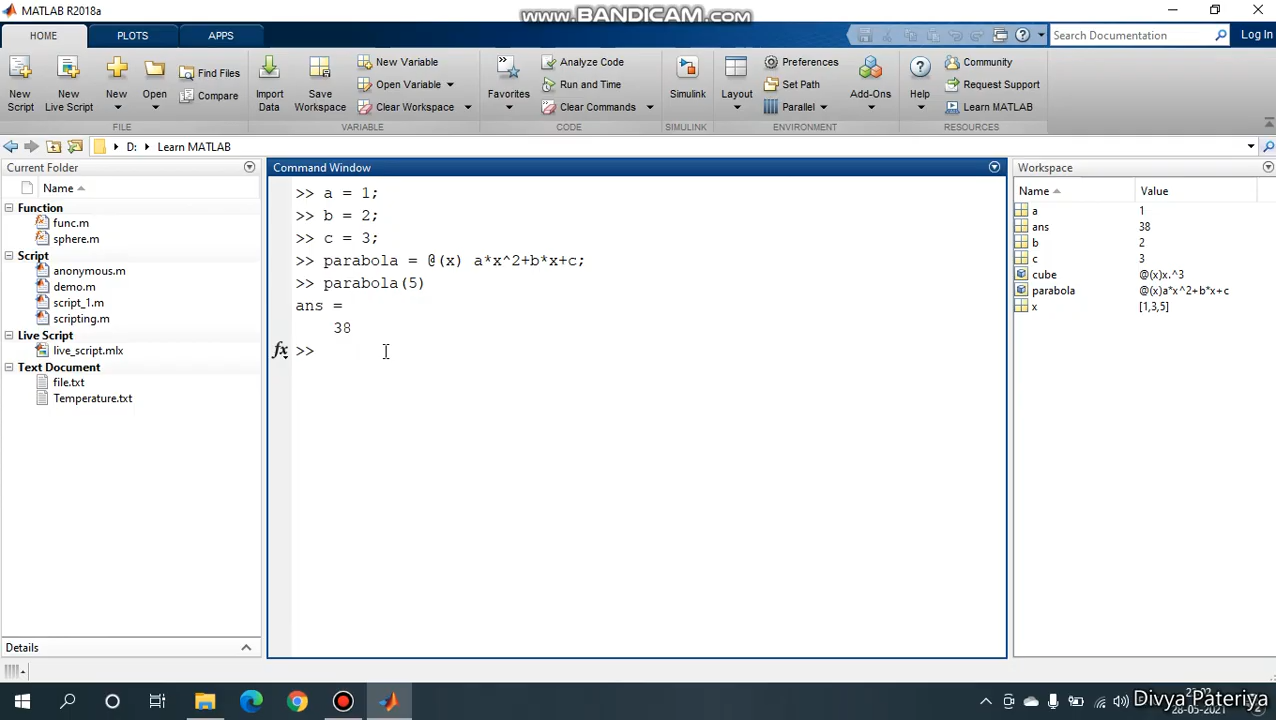 MATLAB R2018a
www.BANDICAM.com
HOME
PLOTS
APPS
Search Documentation
Log In
New Script
New Live Script
New
Open
Find Files
Compare
Import Data
Save Workspace
New Variable
Open Variable
Clear Workspace
Favorites
Analyze Code
Run and Time
Clear Commands
Simulink
Layout
Preferences
Set Path
Parallel
Add-Ons
Help
Community
Request Support
Learn MATLAB
FILE
VARIABLE
CODE
SIMULINK
ENVIRONMENT
RESOURCES
D:
Learn MATLAB
Current Folder
Name
Function
func.m
sphere.m
Script
anonymous.m
demo.m
script_1.m
scripting.m
Live Script
live_script.mlx
Text Document
file.txt
Temperature.txt
Details
Command Window
>> a = 1;
>> b = 2;
>> c = 3;
>> parabola = @(x) a*x^2+b*x+c;
>> parabola(5)
ans =
38
fx >>
Workspace
Name Value
a 1
ans 38
b 2
c 3
cube @(x)x.^3
parabola @(x)a*x^2+b*x+c
x [1,3,5]
Divya Pateriya
28-05-2021